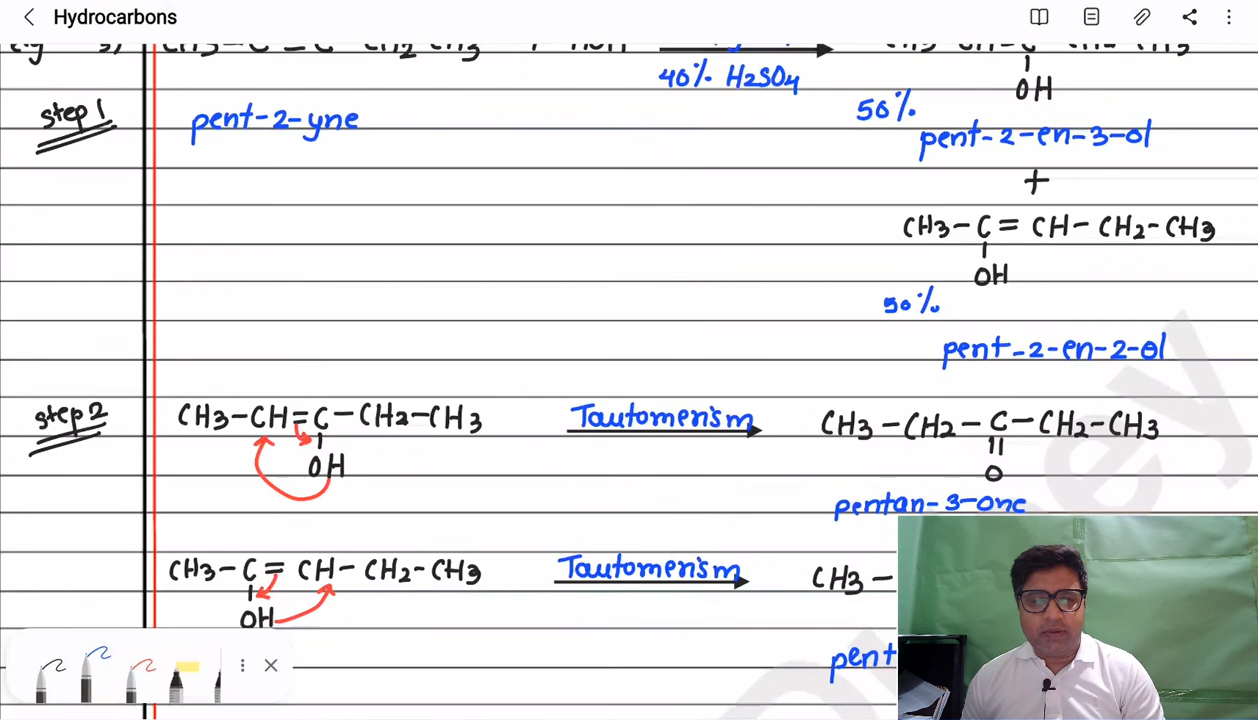 Hydrocarbons
40% H2SO4
OH
step 1
pent-2-yne
50%
pent-2-en-3-ol
+
CH3-C=CH-CH2-CH3
OH
50%
pent-2-en-2-ol
step 2
CH3-CH=C-CH2-CH3
OH
Tautomerism
CH3-CH2-C-CH2-CH3
O
pentan-3-one
CH3-C=CH-CH2-CH3
OH
Tautomerism
CH3-
pent